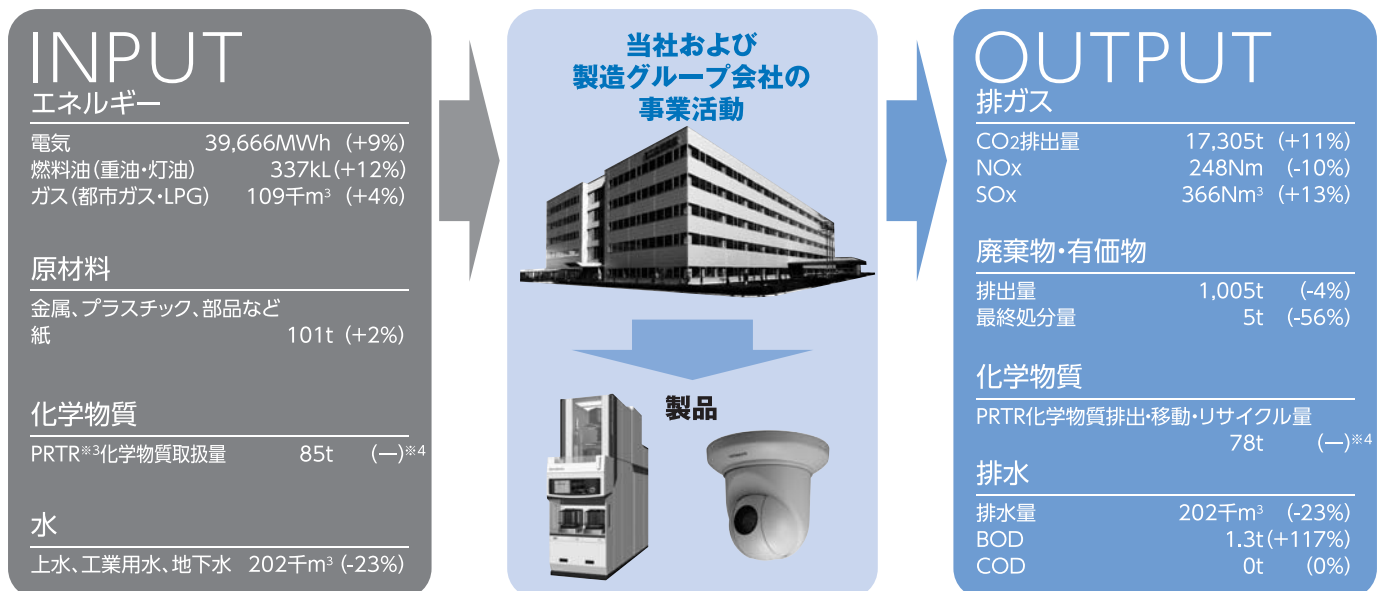 INPUT
エネルギー
電気 39,666MWh (+9%)
燃料油(重油・灯油) 337kL(+12%)
ガス(都市ガス・LPG) 109千m³ (+4%)
原材料
金属、プラスチック、部品など
紙 101t (+2%)
化学物質
PRTR※3化学物質取扱量 85t (―)※4
水
上水、工業用水、地下水 202千m³ (-23%)
当社および
製造グループ会社の
事業活動
製品
OUTPUT
排ガス
CO2排出量 17,305t (+11%)
NOx 248Nm (-10%)
SOx 366Nm³ (+13%)
廃棄物・有価物
排出量 1,005t (-4%)
最終処分量 5t (-56%)
化学物質
PRTR化学物質排出・移動・リサイクル量
78t (―)※4
排水
排水量 202千m³ (-23%)
BOD 1.3t(+117%)
COD 0t (0%)